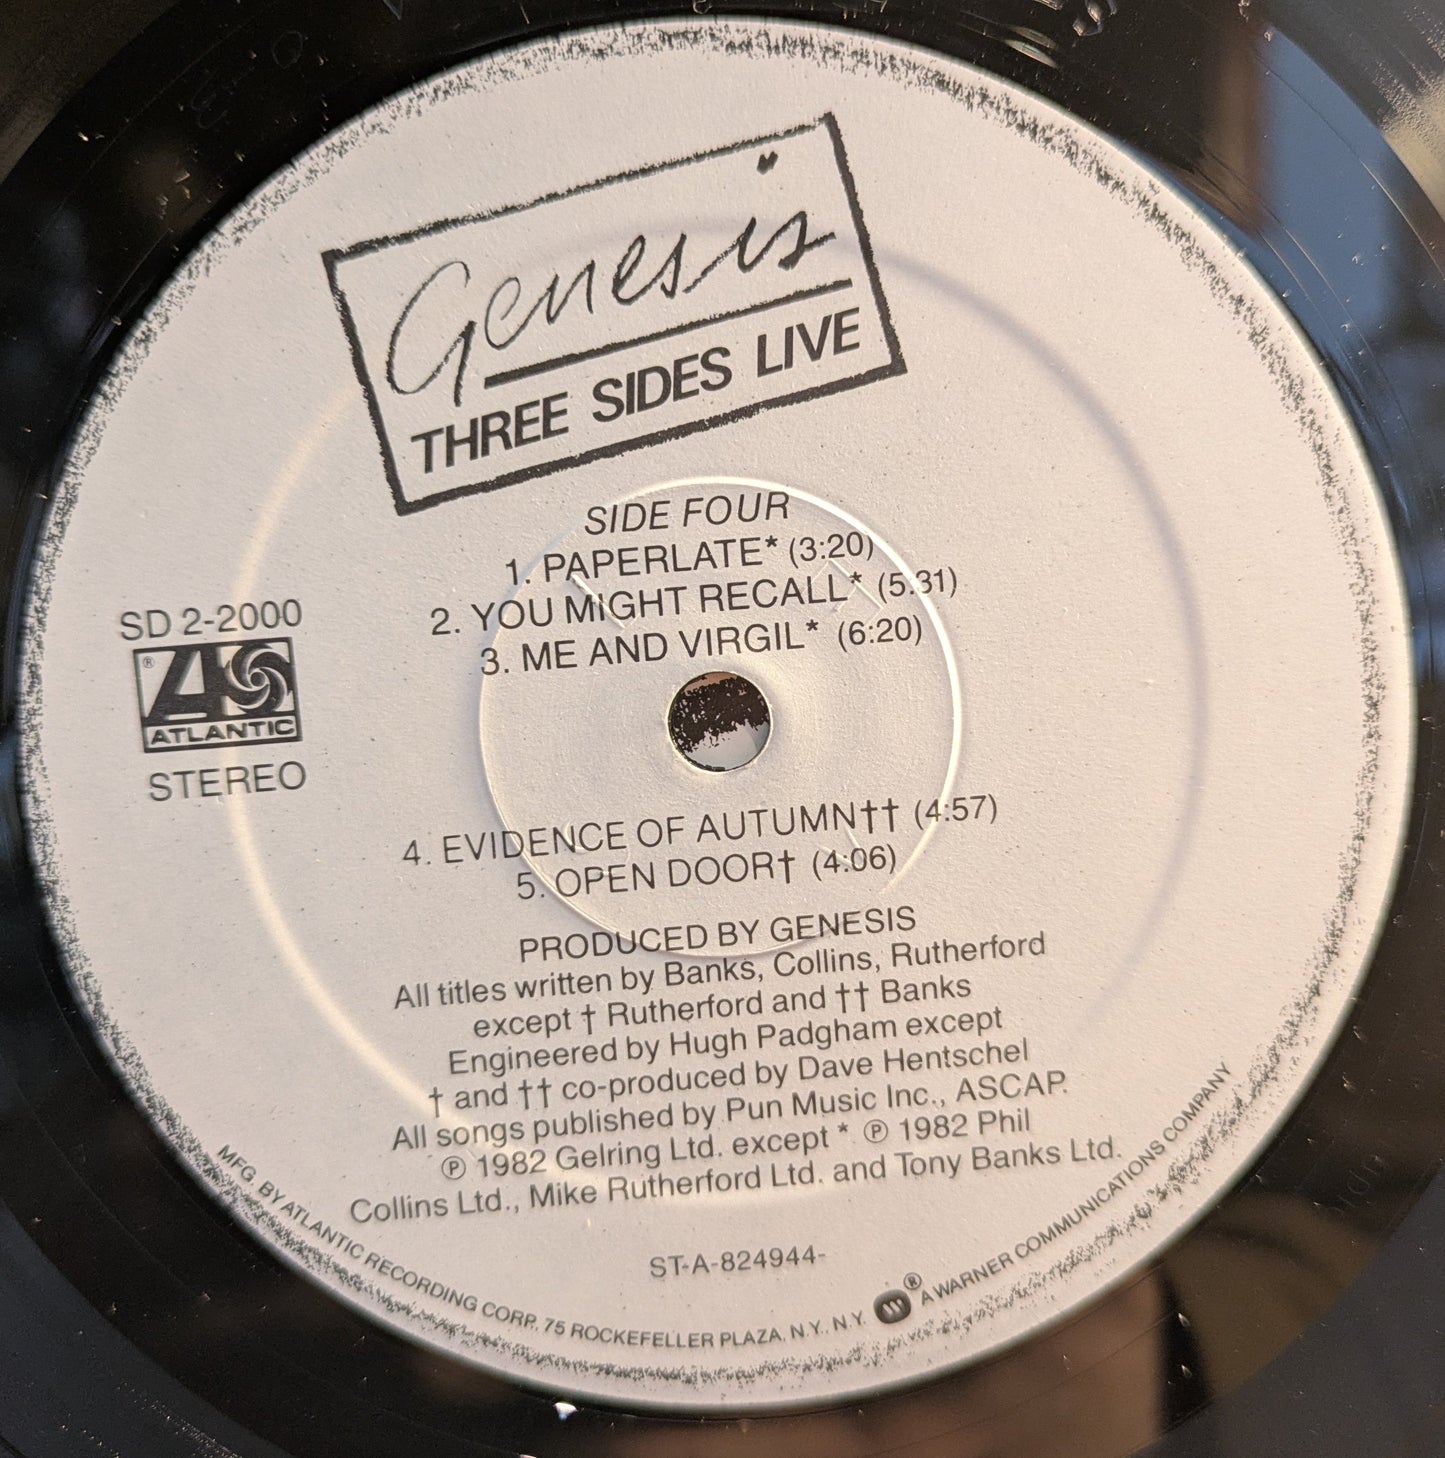 Genesis
THREE SIDES LIVE
SIDE FOUR
1. PAPERLATE* (3:20)
2. YOU MIGHT RECALL* (5:31)
3. ME AND VIRGIL* (6:20)
SD 2-2000
®
ATLANTIC
STEREO
4. EVIDENCE OF AUTUMN†† (4:57)
5. OPEN DOOR† (4:06)
PRODUCED BY GENESIS
All titles written by Banks, Collins, Rutherford
except † Rutherford and †† Banks
Engineered by Hugh Padgham except
† and †† co-produced by Dave Hentschel
All songs published by Pun Music Inc., ASCAP.
℗ 1982 Gelring Ltd. except * ℗ 1982 Phil
Collins Ltd., Mike Rutherford Ltd. and Tony Banks Ltd.
ST-A-824944-
MFG. BY ATLANTIC RECORDING CORP. 75 ROCKEFELLER PLAZA, N.Y., N.Y. ® A WARNER COMMUNICATIONS COMPANY